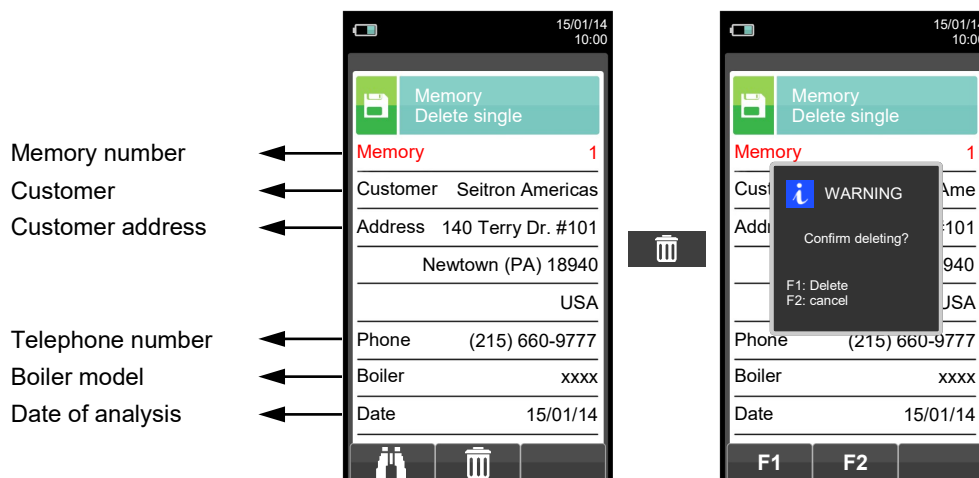 15/01/14
10:00
Memory
Delete single
Memory number
Memory 1
Customer
Customer Seitron Americas
Customer address
Address 140 Terry Dr. #101
Newtown (PA) 18940
USA
Telephone number
Phone (215) 660-9777
Boiler model
Boiler xxxx
Date of analysis
Date 15/01/14
15/01/14
10:00
Memory
Delete single
Memory 1
WARNING
Confirm deleting?
F1: Delete
F2: cancel
Phone (215) 660-9777
Boiler xxxx
Date 15/01/14
F1 F2